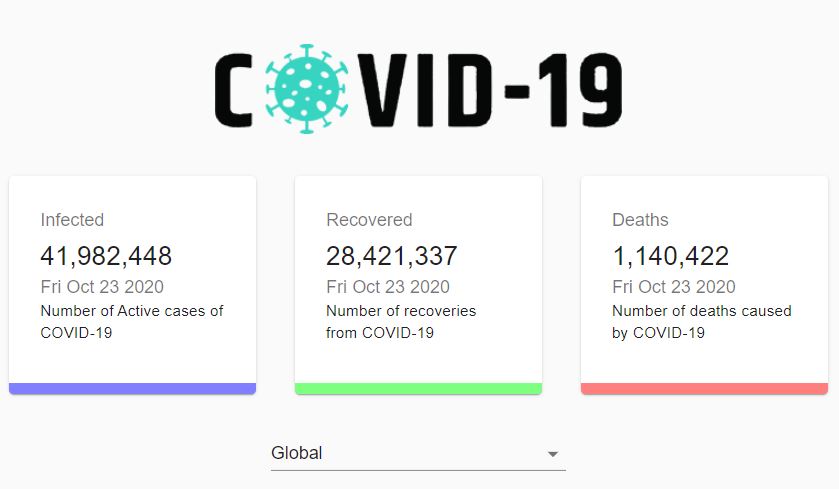 COVID-19
Infected
41,982,448
Fri Oct 23 2020
Number of Active cases of
COVID-19
Recovered
28,421,337
Fri Oct 23 2020
Number of recoveries
from COVID-19
Deaths
1,140,422
Fri Oct 23 2020
Number of deaths caused
by COVID-19
Global